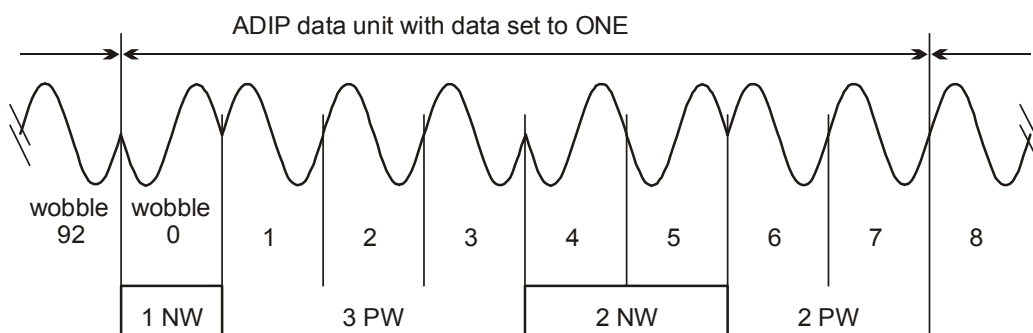 ADIP data unit with data set to ONE
wobble 92
wobble 0
1 2 3 4 5 6 7 8
1 NW 3 PW 2 NW 2 PW